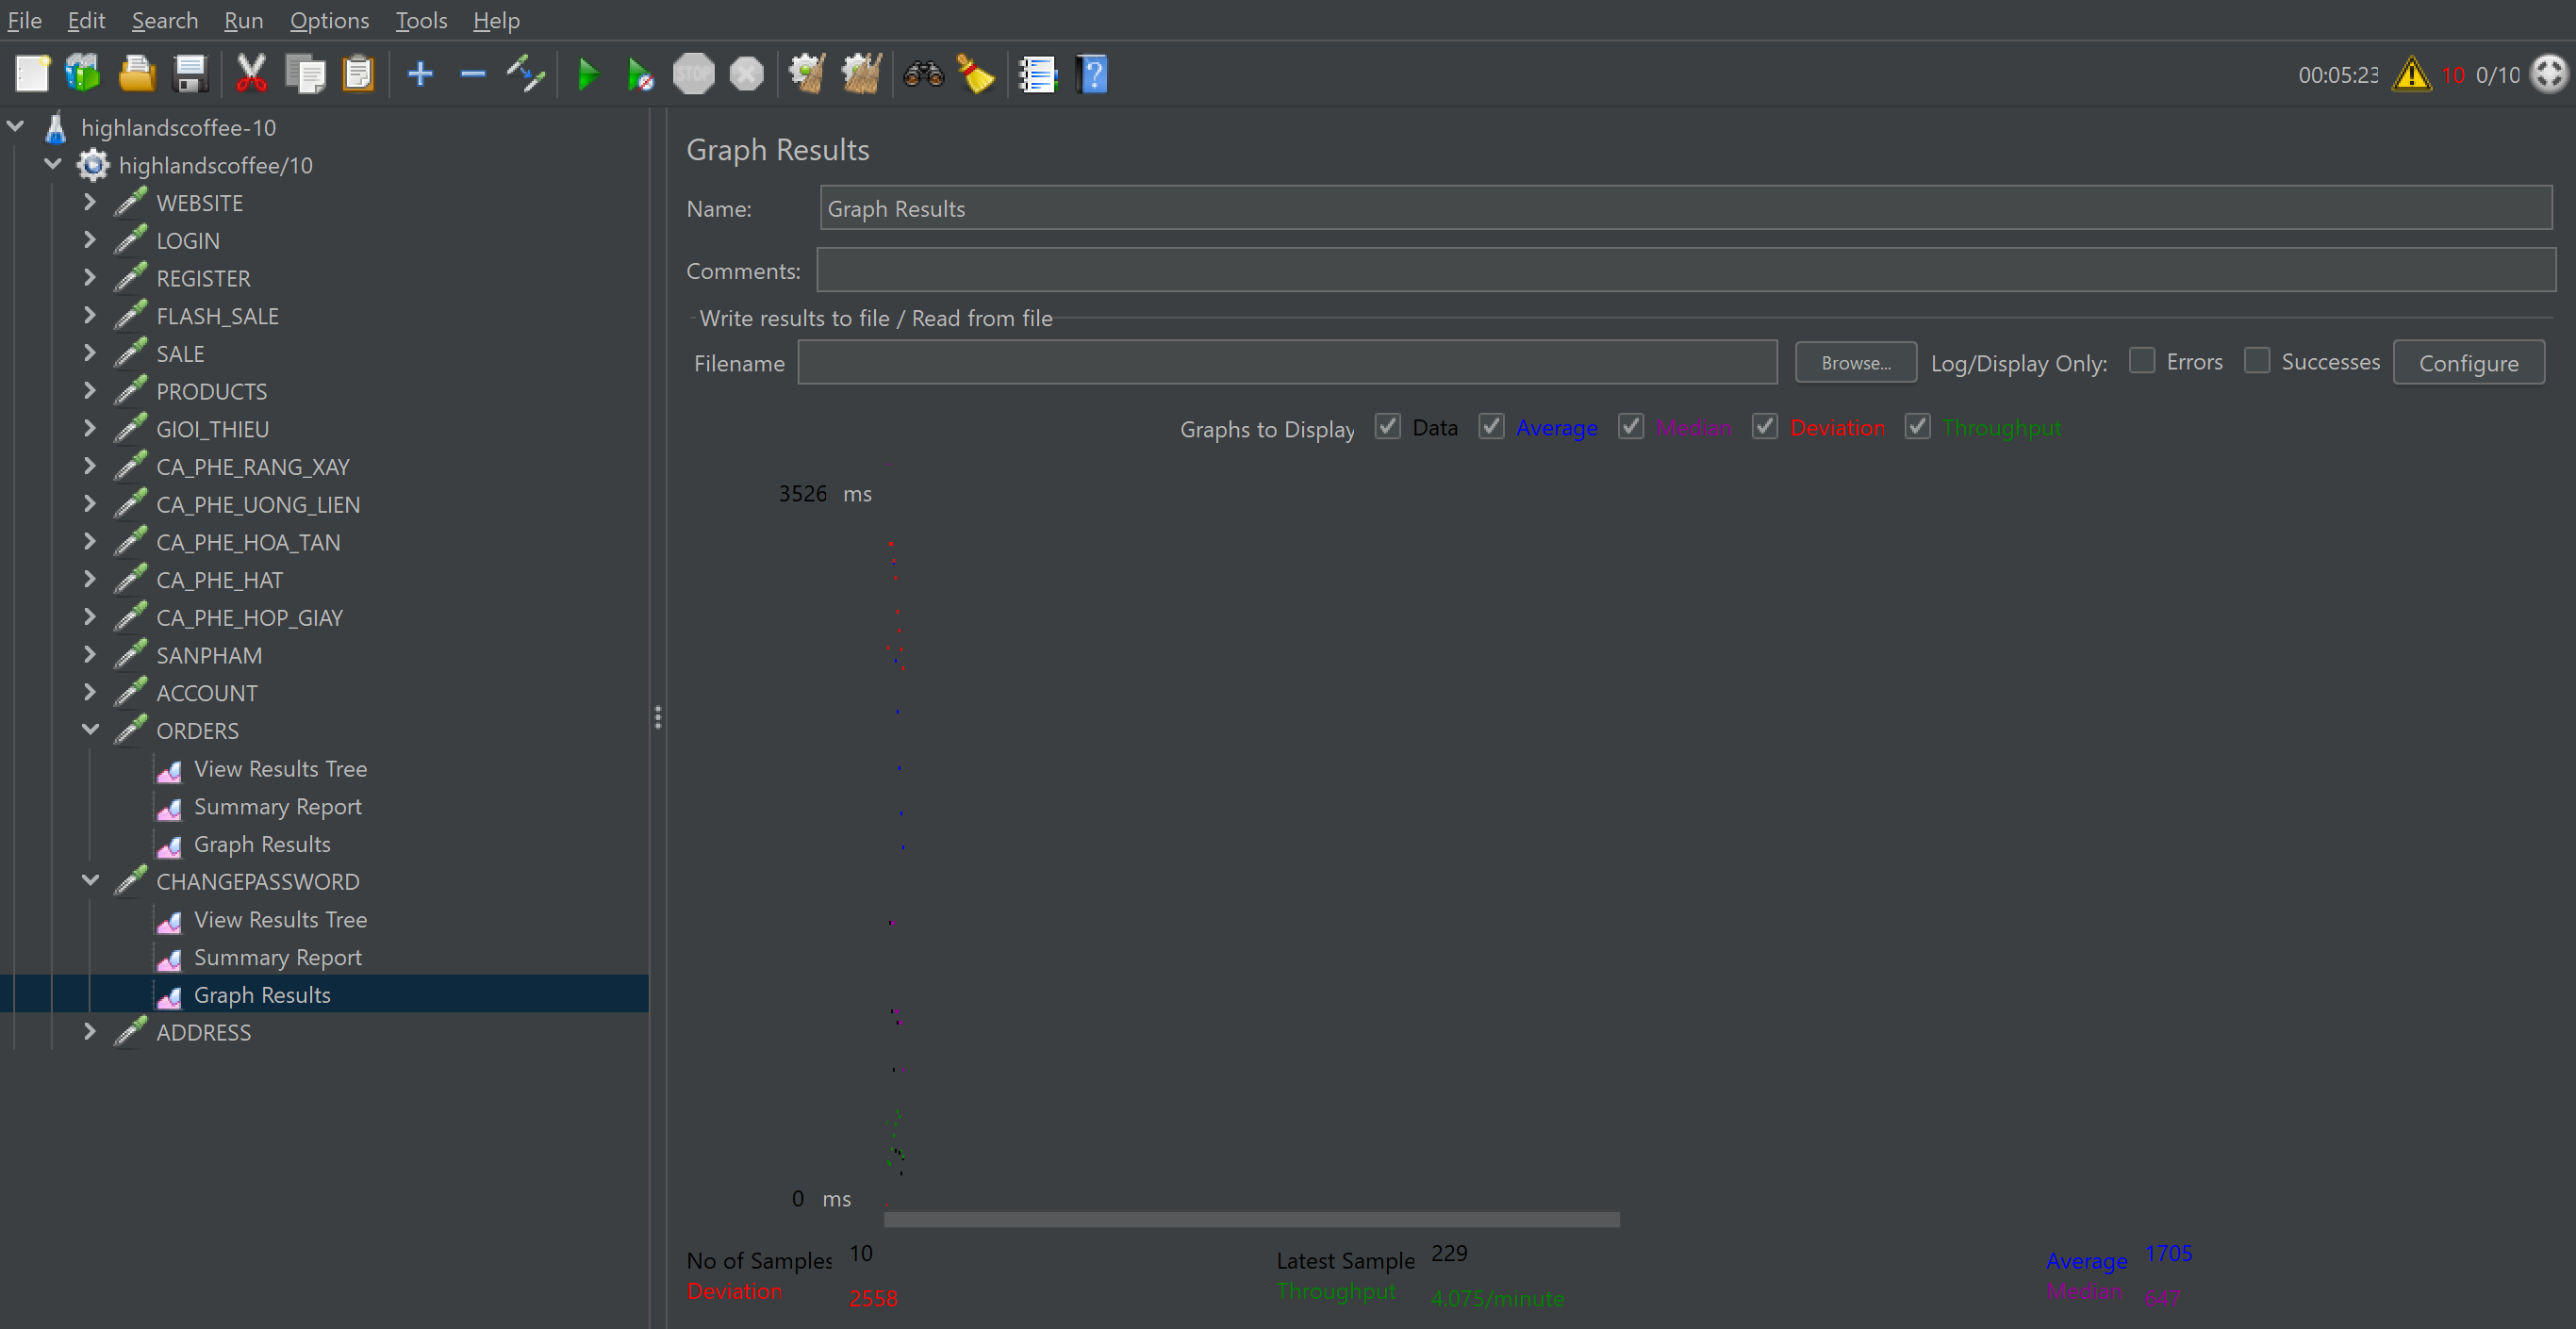 File Edit Search Run Options Tools Help
STOP
00:05:23 10 0/10
highlandscoffee-10
highlandscoffee/10
WEBSITE
LOGIN
REGISTER
FLASH_SALE
SALE
PRODUCTS
GIOI_THIEU
CA_PHE_RANG_XAY
CA_PHE_UONG_LIEN
CA_PHE_HOA_TAN
CA_PHE_HAT
CA_PHE_HOP_GIAY
SANPHAM
ACCOUNT
ORDERS
View Results Tree
Summary Report
Graph Results
CHANGEPASSWORD
View Results Tree
Summary Report
Graph Results
ADDRESS
Graph Results
Name: Graph Results
Comments:
Write results to file / Read from file
Filename Browse... Log/Display Only: Errors Successes Configure
Graphs to Display Data Average Median Deviation Throughput
3526 ms
0 ms
No of Samples 10 Latest Sample 229 Average 1705
Deviation 2558 Throughput 4.075/minute Median 647